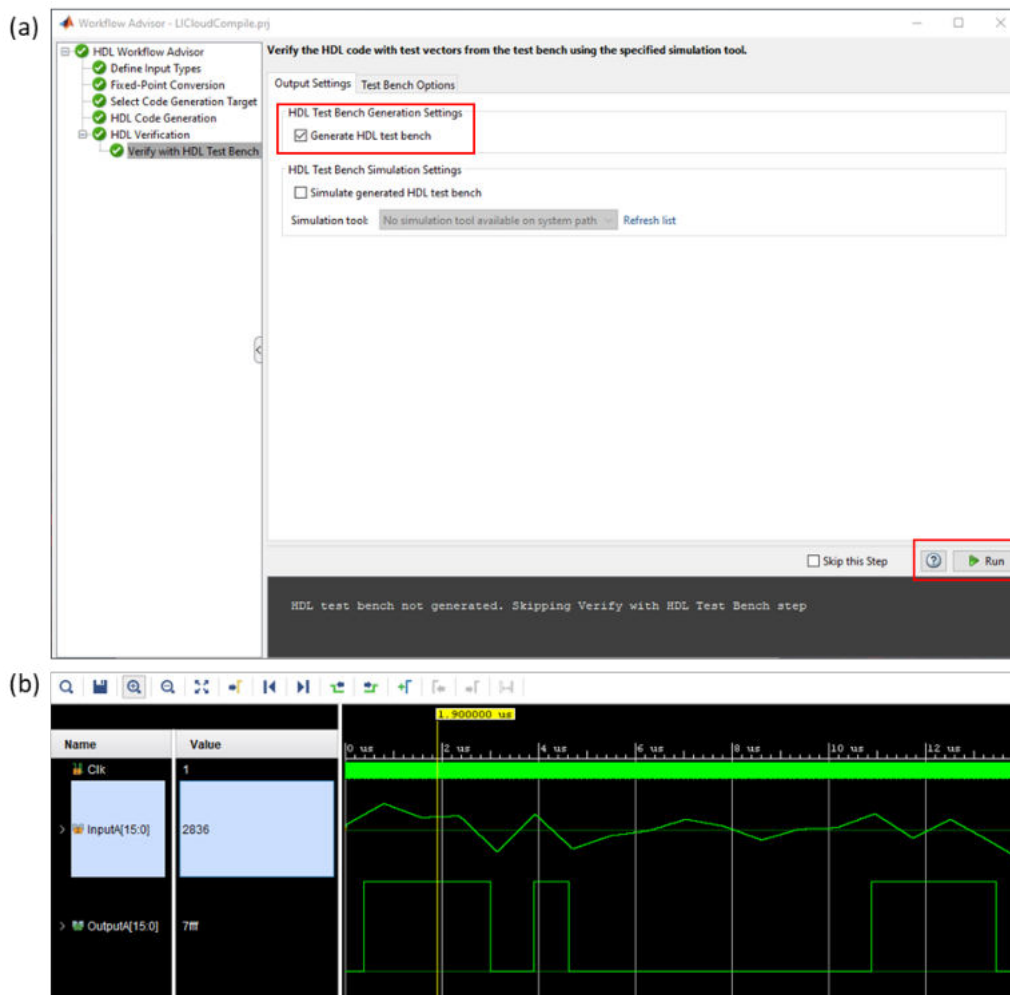 (a)
Workflow Advisor - LICloudCompile.prj
HDL Workflow Advisor
Define Input Types
Fixed-Point Conversion
Select Code Generation Target
HDL Code Generation
HDL Verification
Verify with HDL Test Bench
Verify the HDL code with test vectors from the test bench using the specified simulation tool.
Output Settings Test Bench Options
HDL Test Bench Generation Settings
Generate HDL test bench
HDL Test Bench Simulation Settings
Simulate generated HDL test bench
Simulation tool: No simulation tool available on system path Refresh list
Skip this Step ? Run
HDL test bench not generated. Skipping Verify with HDL Test Bench step
(b)
1.900000 us
Name Value
0 us 2 us 4 us 6 us 8 us 10 us 12 us
Clk 1
InputA[15:0] 2836
OutputA[15:0] 7fff